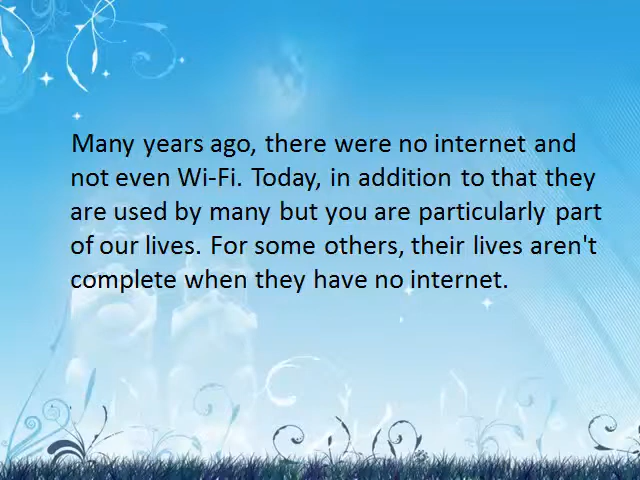 Many years ago, there were no internet and
not even Wi-Fi. Today, in addition to that they
are used by many but you are particularly part
of our lives. For some others, their lives aren't
complete when they have no internet.